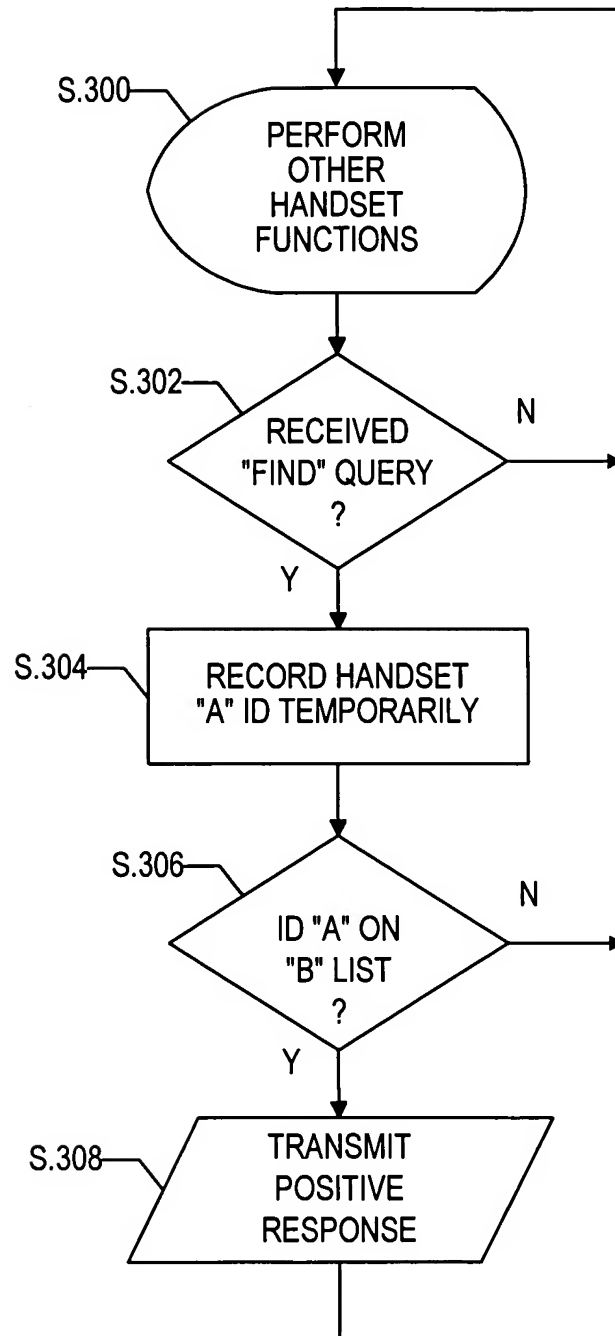 S.300
PERFORM
OTHER
HANDSET
FUNCTIONS
S.302
RECEIVED
"FIND" QUERY
?
N
Y
S.304
RECORD HANDSET
"A" ID TEMPORARILY
S.306
ID "A" ON
"B" LIST
?
N
Y
S.308
TRANSMIT
POSITIVE
RESPONSE